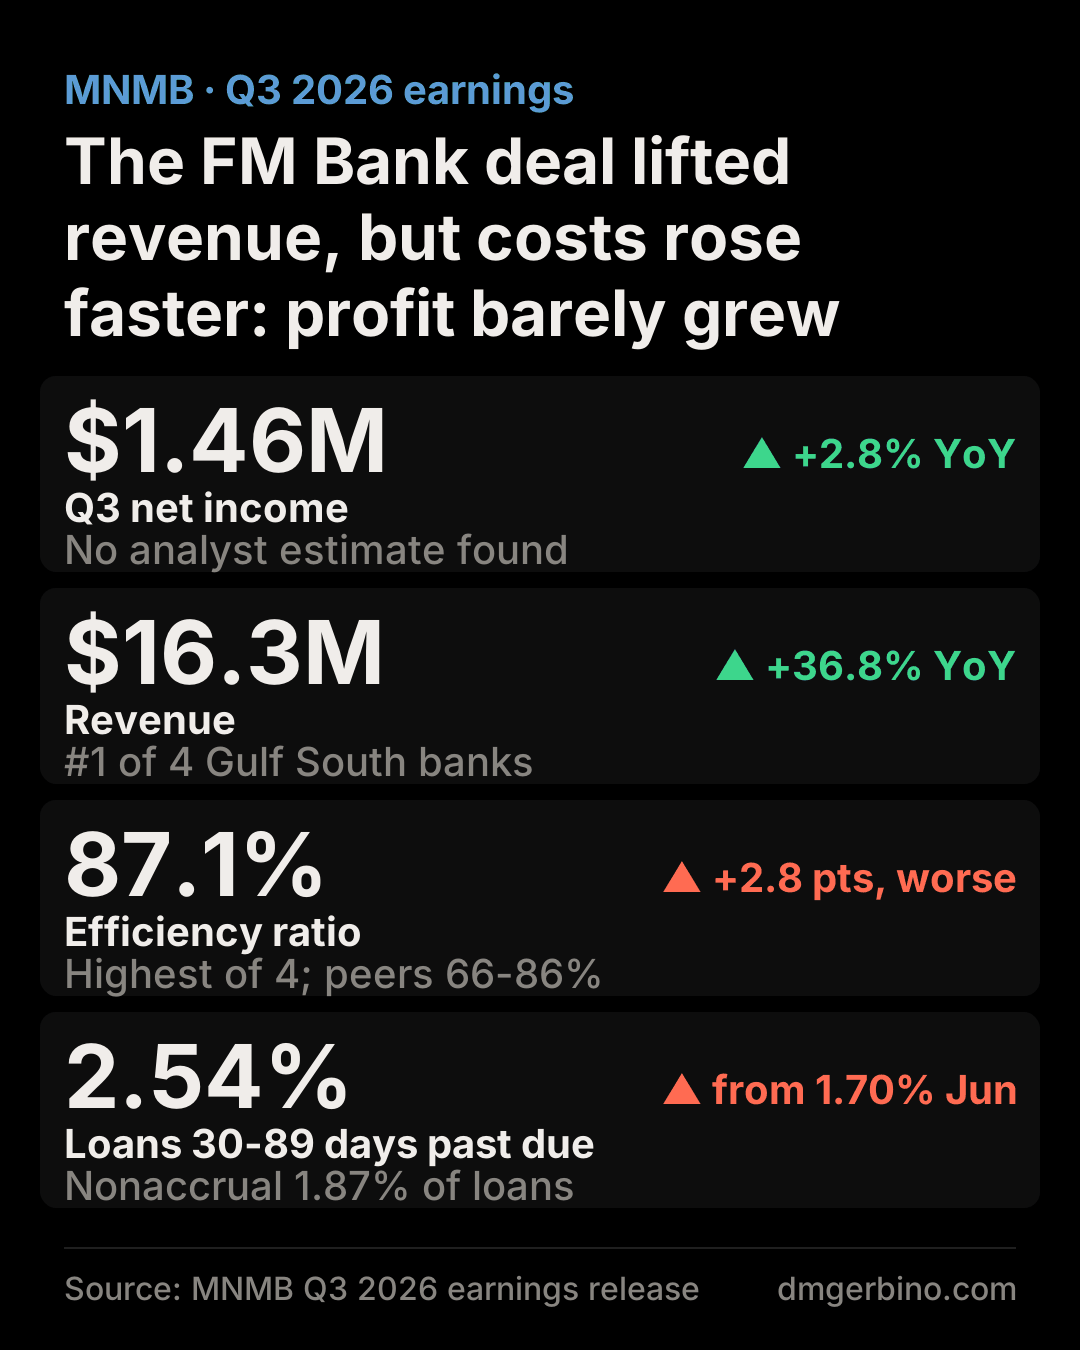 MNMB · Q3 2026 earnings
The FM Bank deal lifted
revenue, but costs rose
faster: profit barely grew
$1.46M
▲ +2.8% YoY
Q3 net income
No analyst estimate found
$16.3M
▲ +36.8% YoY
Revenue
#1 of 4 Gulf South banks
87.1%
▲ +2.8 pts, worse
Efficiency ratio
Highest of 4; peers 66-86%
2.54%
▲ from 1.70% Jun
Loans 30-89 days past due
Nonaccrual 1.87% of loans
Source: MNMB Q3 2026 earnings release
dmgerbino.com